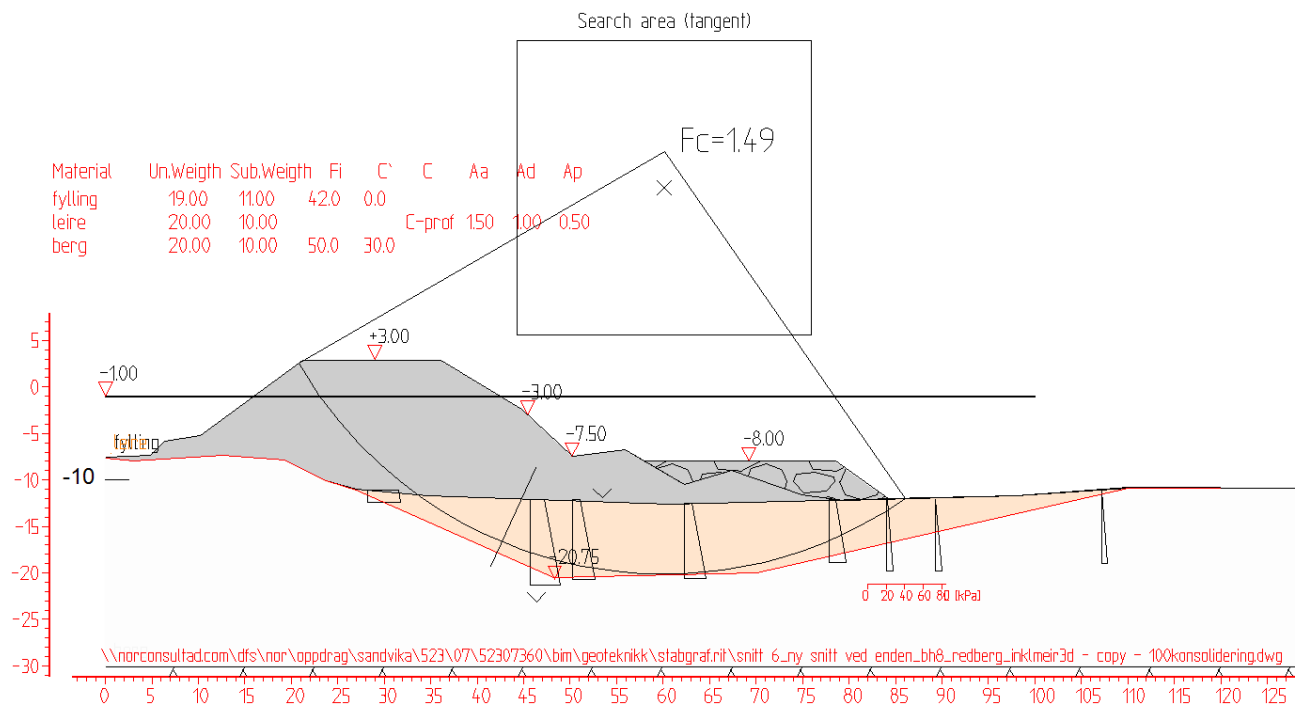 Search area (tangent)
Fc=1.49
Material Un.Weigth Sub.Weigth Fi C` C Aa Ad Ap
fylling 19.00 11.00 42.0 0.0
leire 20.00 10.00 C-prof 1.50 1.00 0.50
berg 20.00 10.00 50.0 30.0
5
0
-5
-10
-15
-20
-25
-30
-1.00
+3.00
-3.00
-7.50
-8.00
fylling
-10
-20.75
0 20 40 60 80 [kPa]
\\norconsultad.com\dfs\nor\oppdrag\sandvika\523\07\52307360\bim\geoteknikk\stabgraf.rit\snitt 6_ny snitt ved enden_bh8_redberg_inklmeir3d - copy - 100konsolidering.dwg
0 5 10 15 20 25 30 35 40 45 50 55 60 65 70 75 80 85 90 95 100 105 110 115 120 125